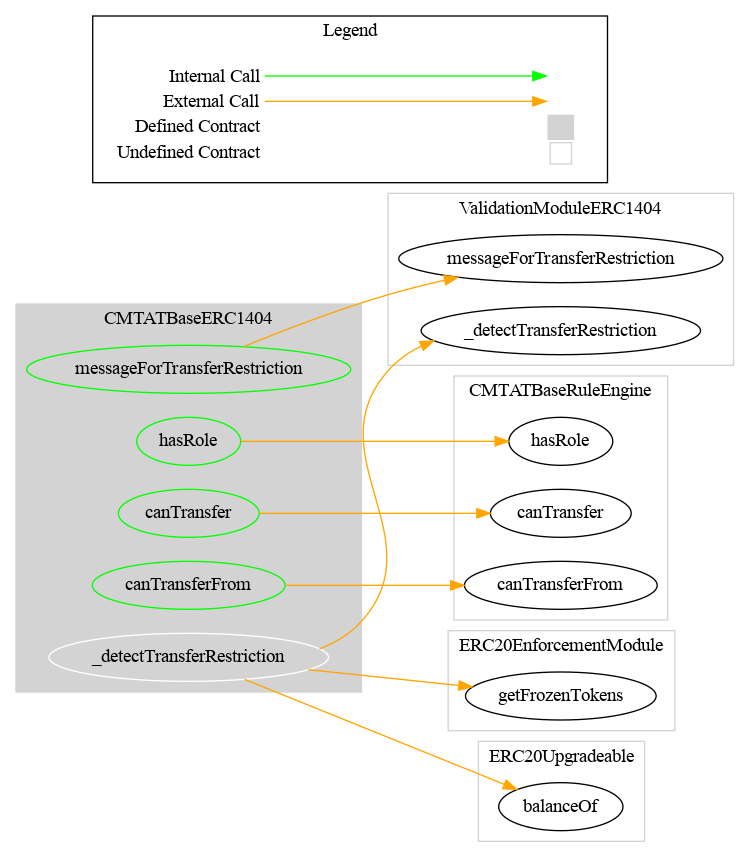 Legend
Internal Call
External Call
Defined Contract
Undefined Contract
ValidationModuleERC1404
messageForTransferRestriction
_detectTransferRestriction
CMTATBaseERC1404
messageForTransferRestriction
hasRole
canTransfer
canTransferFrom
_detectTransferRestriction
CMTATBaseRuleEngine
hasRole
canTransfer
canTransferFrom
ERC20EnforcementModule
getFrozenTokens
ERC20Upgradeable
balanceOf